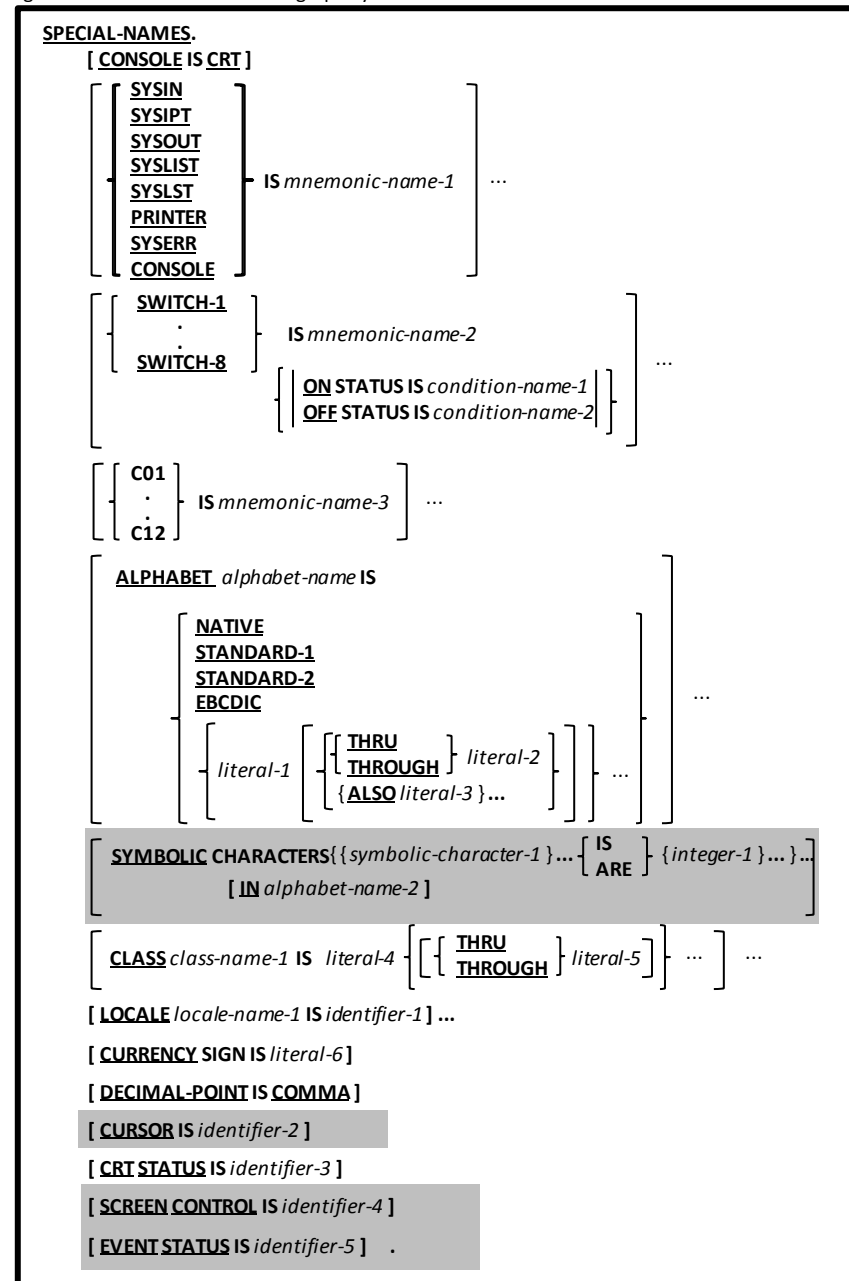 SPECIAL-NAMES.
[ CONSOLE IS CRT ]
SYSIN
SYSIPT
SYSOUT
SYSLIST
SYSLST
PRINTER
SYSERR
CONSOLE
IS mnemonic-name-1 ...
SWITCH-1
.
.
SWITCH-8
IS mnemonic-name-2
ON STATUS IS condition-name-1
OFF STATUS IS condition-name-2
...
C01
.
.
C12
IS mnemonic-name-3 ...
ALPHABET alphabet-name IS
NATIVE
STANDARD-1
STANDARD-2
EBCDIC
literal-1
THRU
THROUGH
literal-2
{ ALSO literal-3 } ...
...
...
SYMBOLIC CHARACTERS { { symbolic-character-1 } ... { IS ARE } { integer-1 } ... } ...
[ IN alphabet-name-2 ]
CLASS class-name-1 IS literal-4 { [ { THRU THROUGH } literal-5 ] } ... ] ...
[ LOCALE locale-name-1 IS identifier-1 ] ...
[ CURRENCY SIGN IS literal-6 ]
[ DECIMAL-POINT IS COMMA ]
[ CURSOR IS identifier-2 ]
[ CRT STATUS IS identifier-3 ]
[ SCREEN CONTROL IS identifier-4 ]
[ EVENT STATUS IS identifier-5 ] .